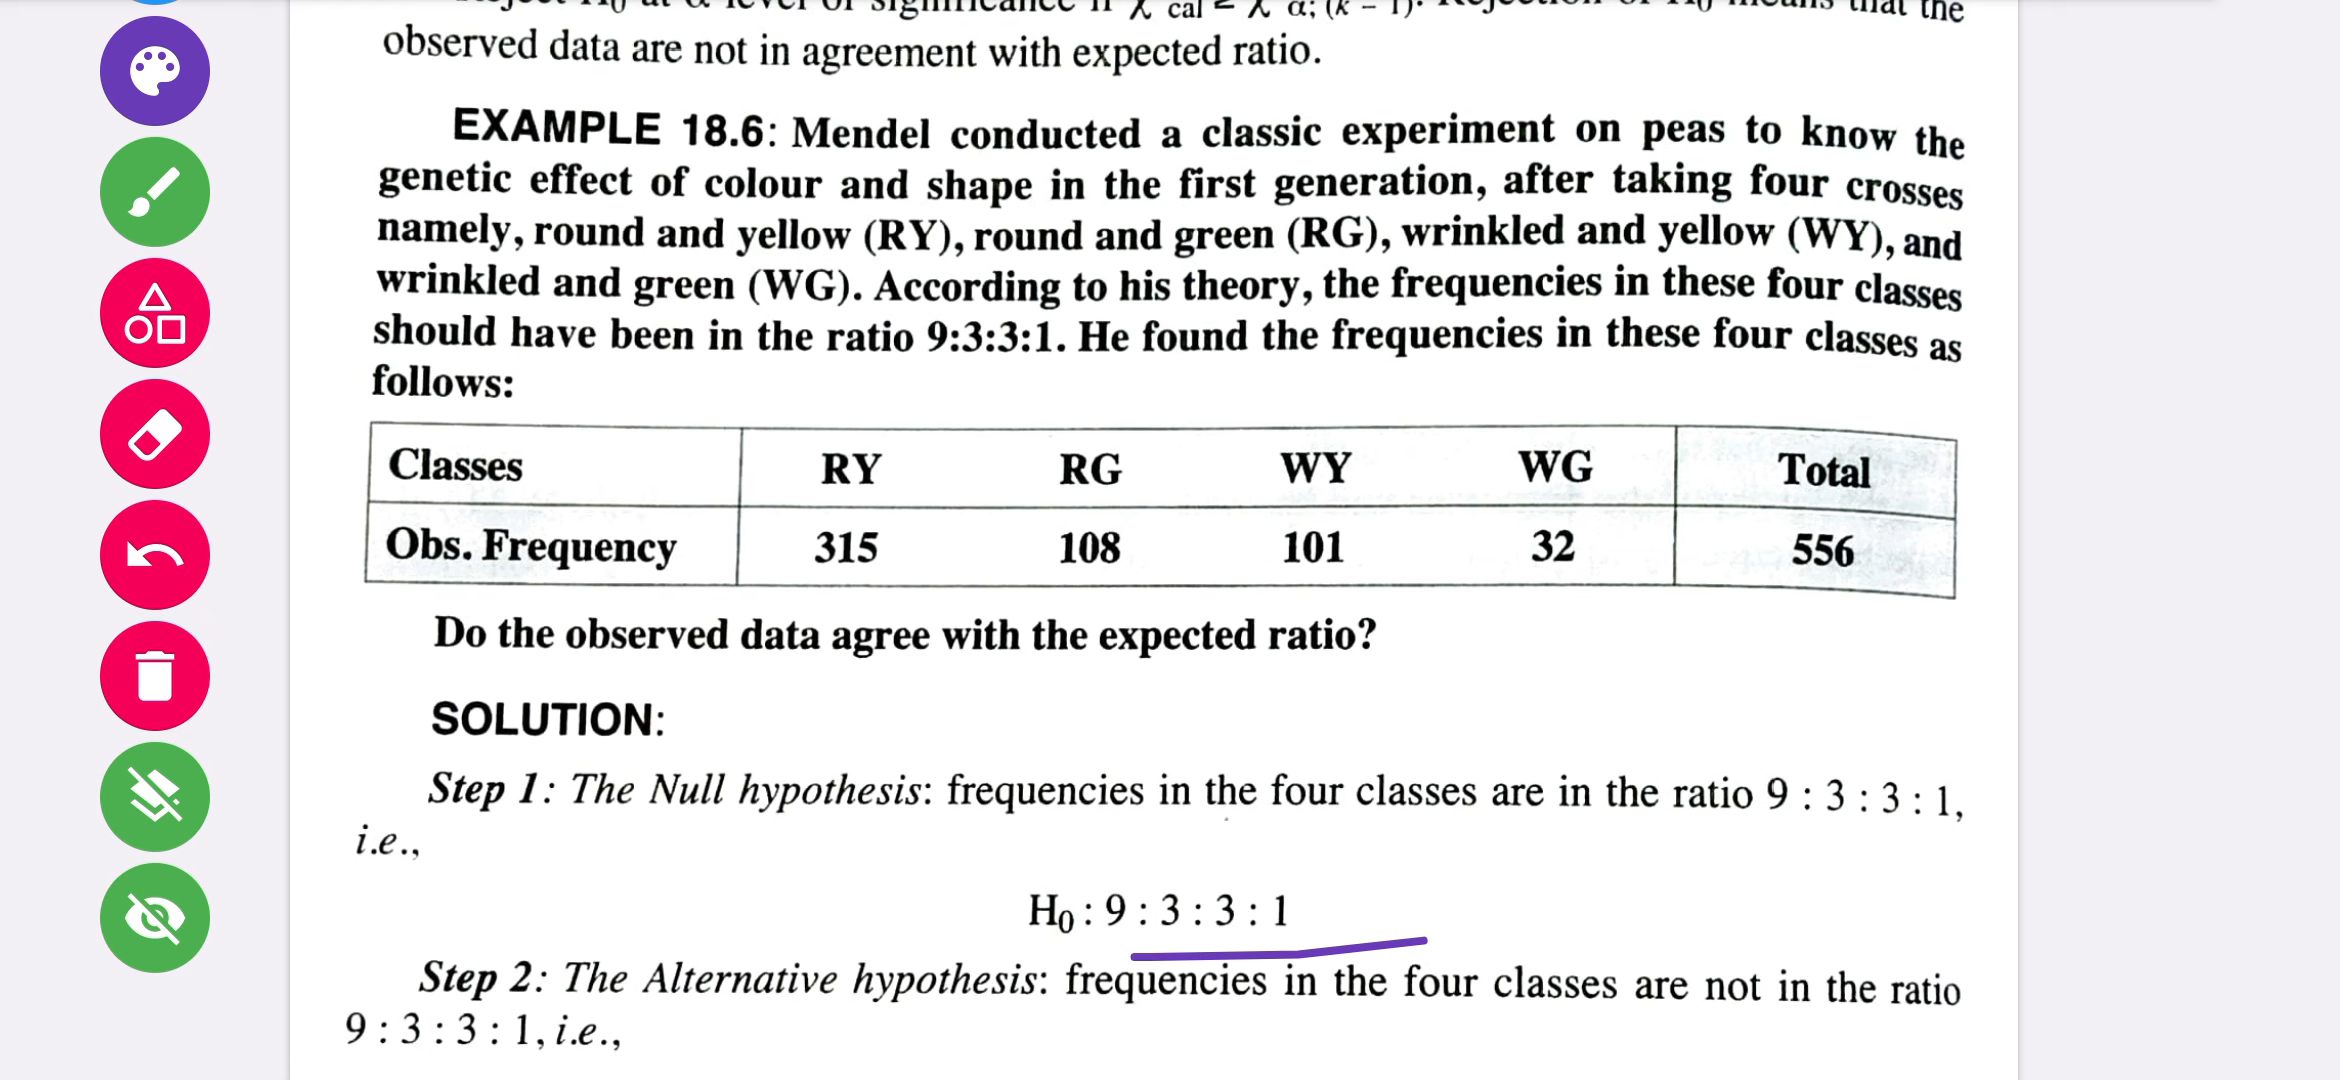 α; (k − 1). that the
observed data are not in agreement with expected ratio.
EXAMPLE 18.6: Mendel conducted a classic experiment on peas to know the
genetic effect of colour and shape in the first generation, after taking four crosses
namely, round and yellow (RY), round and green (RG), wrinkled and yellow (WY), and
wrinkled and green (WG). According to his theory, the frequencies in these four classes
should have been in the ratio 9:3:3:1. He found the frequencies in these four classes as
follows:
Classes RY RG WY WG Total
Obs. Frequency 315 108 101 32 556
Do the observed data agree with the expected ratio?
SOLUTION:
Step 1: The Null hypothesis: frequencies in the four classes are in the ratio 9 : 3 : 3 : 1,
i.e.,
H₀ : 9 : 3 : 3 : 1
Step 2: The Alternative hypothesis: frequencies in the four classes are not in the ratio
9 : 3 : 3 : 1, i.e.,